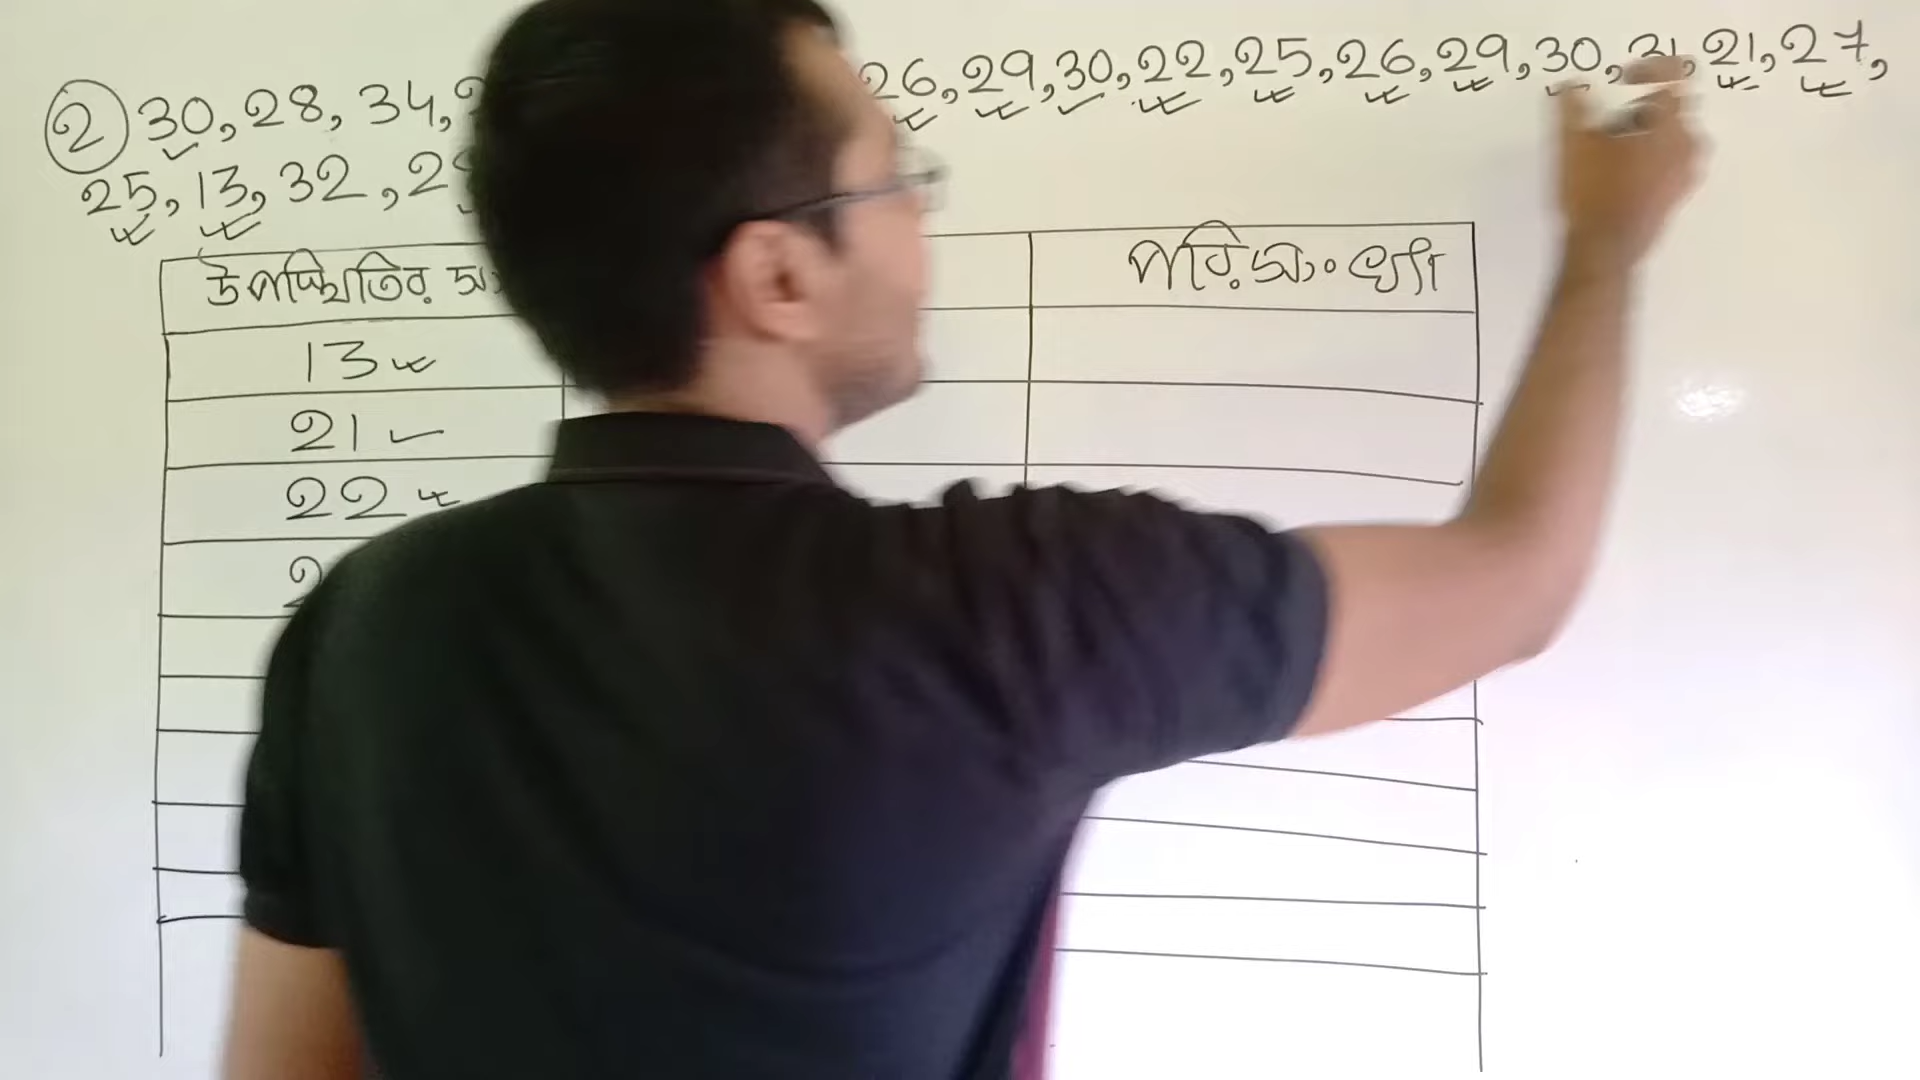 2 30, 28, 34, 26, 29, 30, 22, 25, 26, 29, 30, 31, 21, 27,
25, 13, 32,
উপস্থিতির পরিসংখ্যা
13
21
22